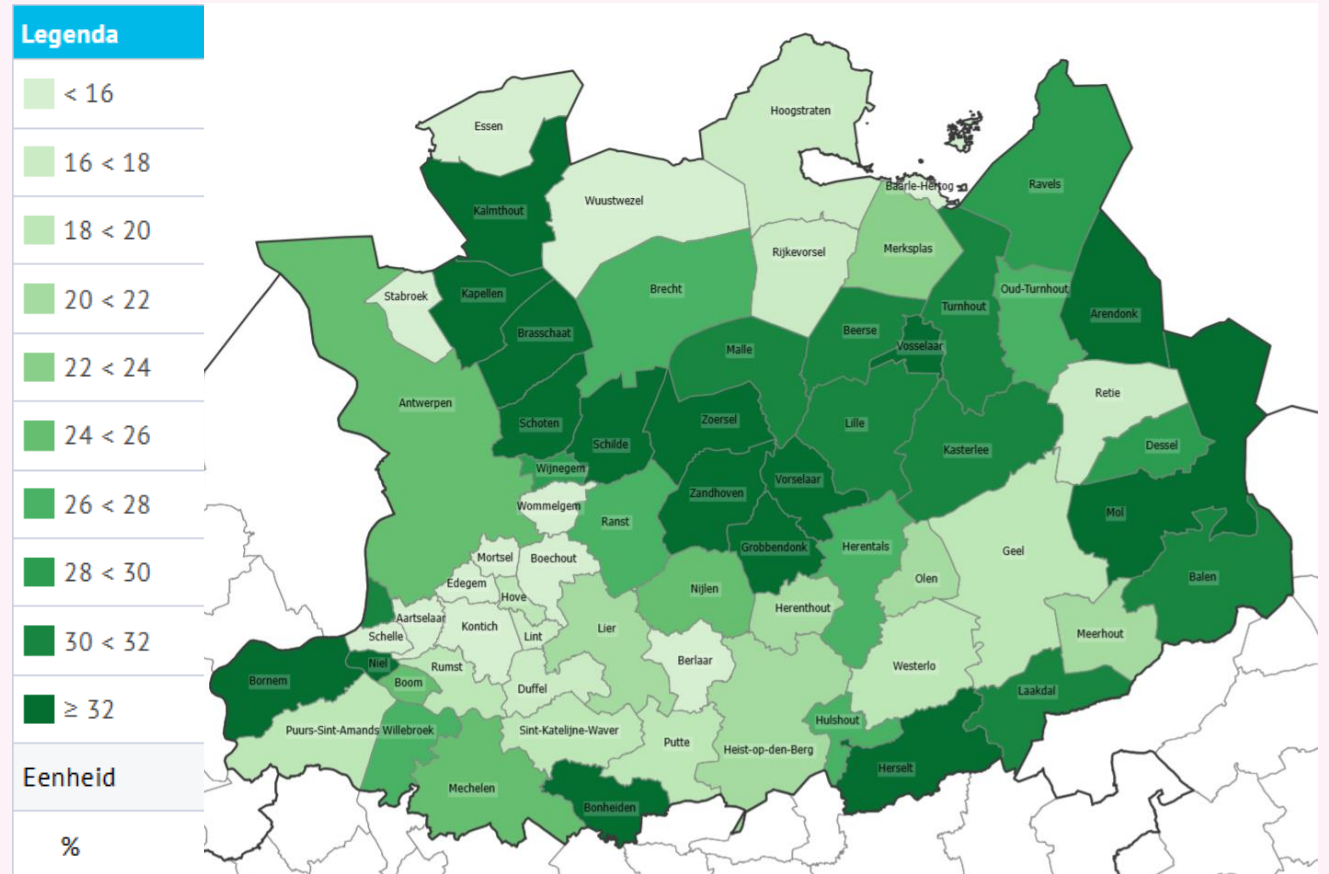 Legenda
< 16
16 < 18
18 < 20
20 < 22
22 < 24
24 < 26
26 < 28
28 < 30
30 < 32
≥ 32
Eenheid
%
Hoogstraten
Essen
Baarle-Hertog
Ravels
Wuustwezel
Kalmthout
Rijkevorsel
Merksplas
Stabroek
Kapellen
Brecht
Oud-Turnhout
Turnhout
Arendonk
Brasschaat
Beerse
Vosselaar
Malle
Retie
Antwerpen
Schoten
Zoersel
Lille
Schilde
Kasterlee
Dessel
Wijnegem
Vorselaar
Zandhoven
Wommelgem
Ranst
Mol
Grobbendonk
Herentals
Geel
Mortsel
Boechout
Olen
Balen
Edegem
Nijlen
Hove
Herenthout
Aartselaar
Kontich
Lier
Meerhout
Schelle
Lint
Berlaar
Westerlo
Niel
Rumst
Bornem
Boom
Duffel
Laakdal
Hulshout
Puurs-Sint-Amands
Willebroek
Sint-Katelijne-Waver
Putte
Heist-op-den-Berg
Herselt
Mechelen
Bonheiden